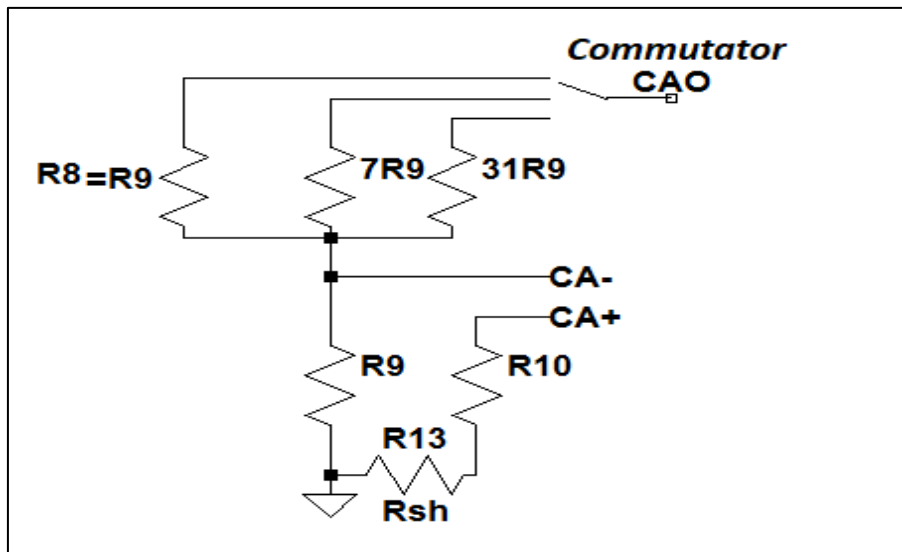 Commutator
CAO
R8=R9
7R9
31R9
CA-
CA+
R9
R10
R13
Rsh